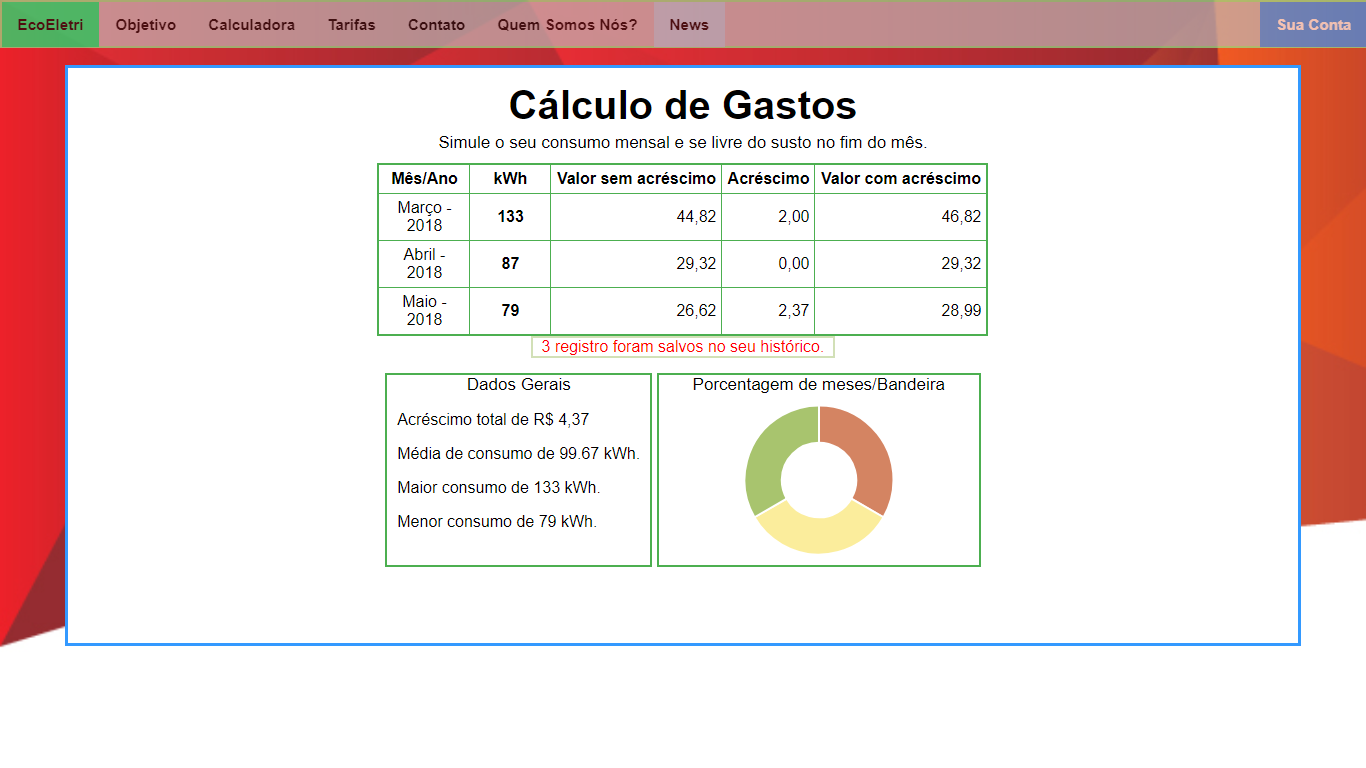 EcoEletri Objetivo Calculadora Tarifas Contato Quem Somos Nós? News Sua Conta
Cálculo de Gastos
Simule o seu consumo mensal e se livre do susto no fim do mês.
Mês/Ano kWh Valor sem acréscimo Acréscimo Valor com acréscimo
Março - 
2018 133 44,82 2,00 46,82
Abril - 
2018 87 29,32 0,00 29,32
Maio - 
2018 79 26,62 2,37 28,99
3 registro foram salvos no seu histórico.
Dados Gerais
Acréscimo total de R$ 4,37
Média de consumo de 99.67 kWh.
Maior consumo de 133 kWh.
Menor consumo de 79 kWh.
Porcentagem de meses/Bandeira